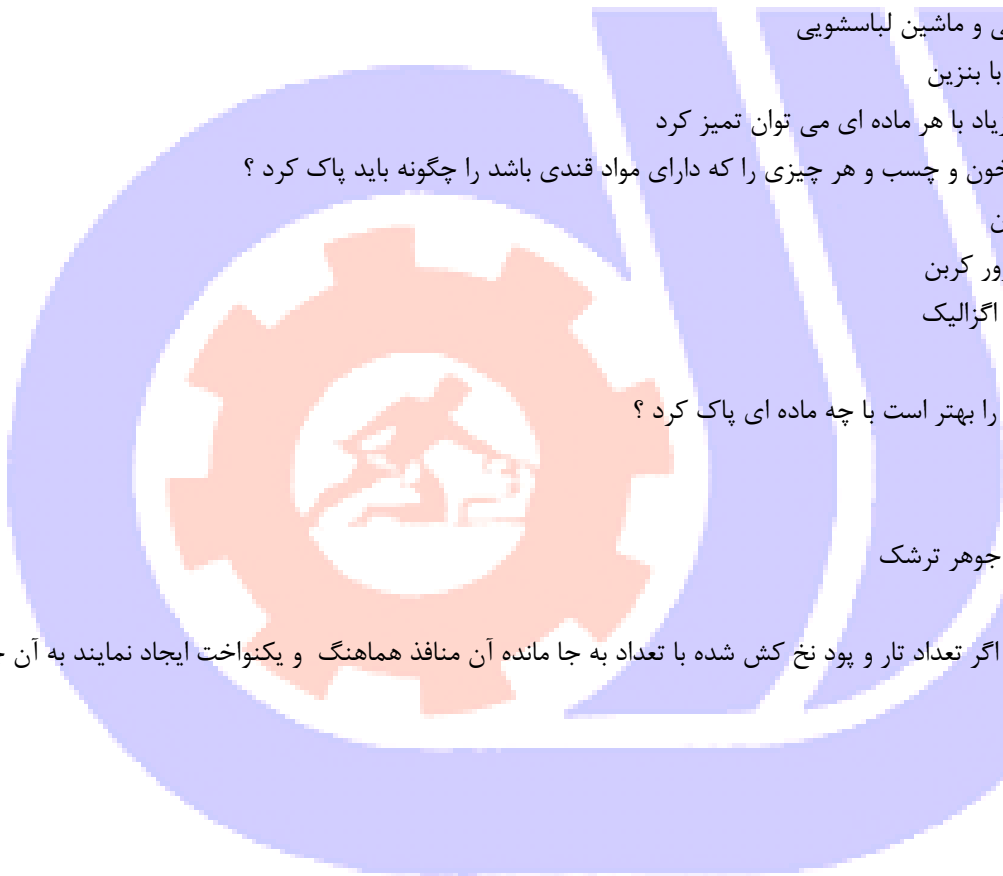 و ماشین لباسشویی
با بنزین
با هر ماده ای می توان تمیز کرد
و چسب و هر چیزی را که دارای مواد قندی باشد را چگونه باید پاک کرد ؟
کربن
اگزالیک
را بهتر است با چه ماده ای پاک کرد ؟
جوهر ترشک
اگر تعداد تار و پود نخ کش شده با تعداد به جا مانده آن منافذ هماهنگ و یکنواخت ایجاد نمایند به آن